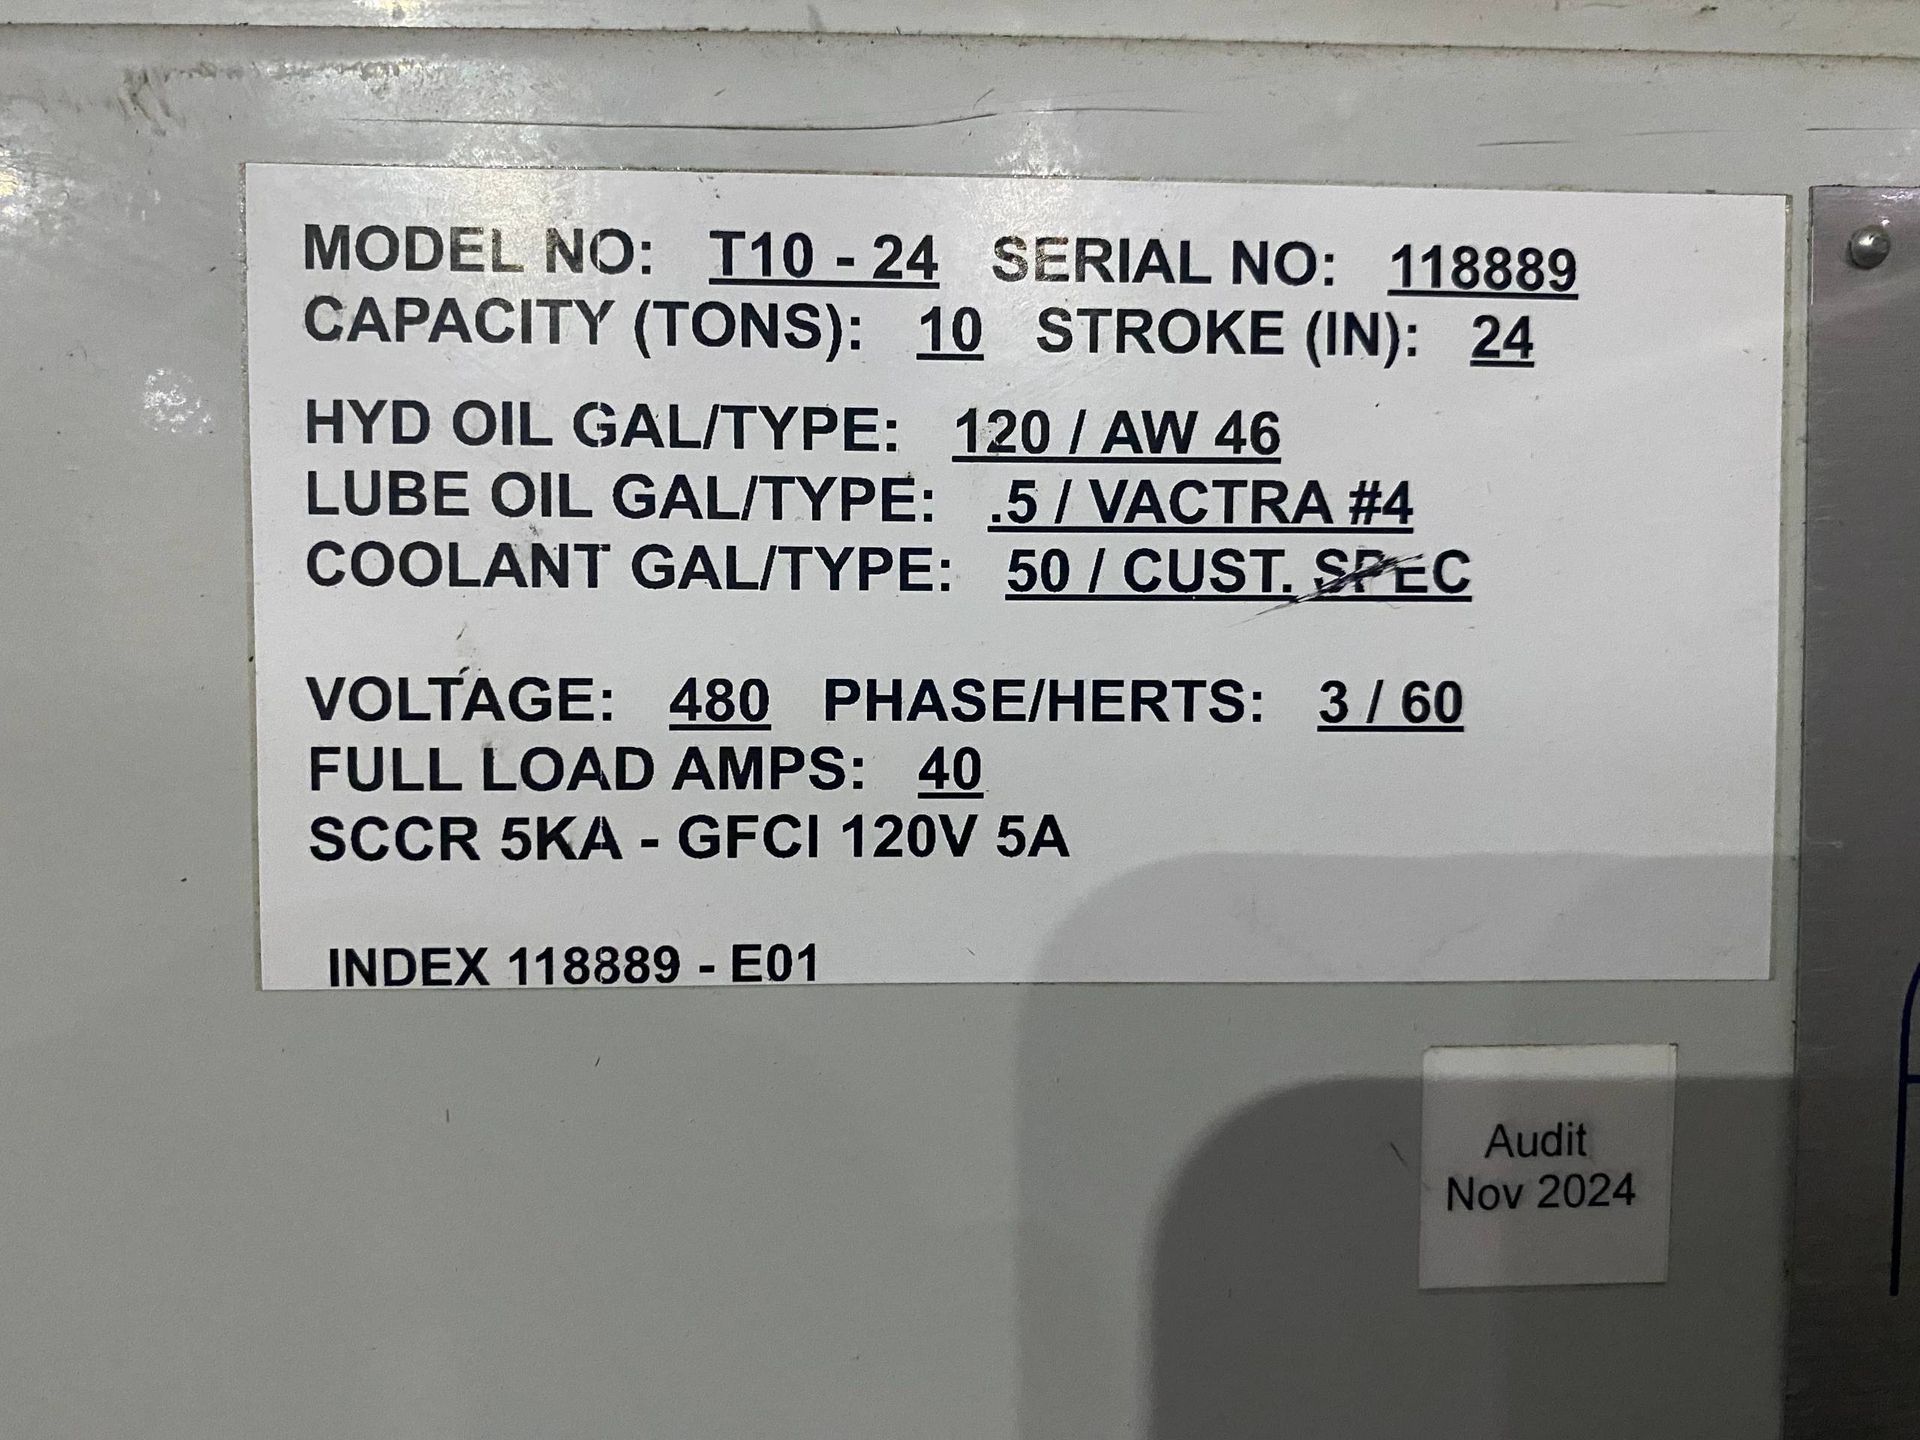 MODEL NO: T10 - 24 SERIAL NO: 118889
CAPACITY (TONS): 10 STROKE (IN): 24
HYD OIL GAL/TYPE: 120 / AW 46
LUBE OIL GAL/TYPE: .5 / VACTRA #4
COOLANT GAL/TYPE: 50 / CUST. SPEC
VOLTAGE: 480 PHASE/HERTS: 3 / 60
FULL LOAD AMPS: 40
SCCR 5KA - GFCI 120V 5A
INDEX 118889 - E01
Audit
Nov 2024